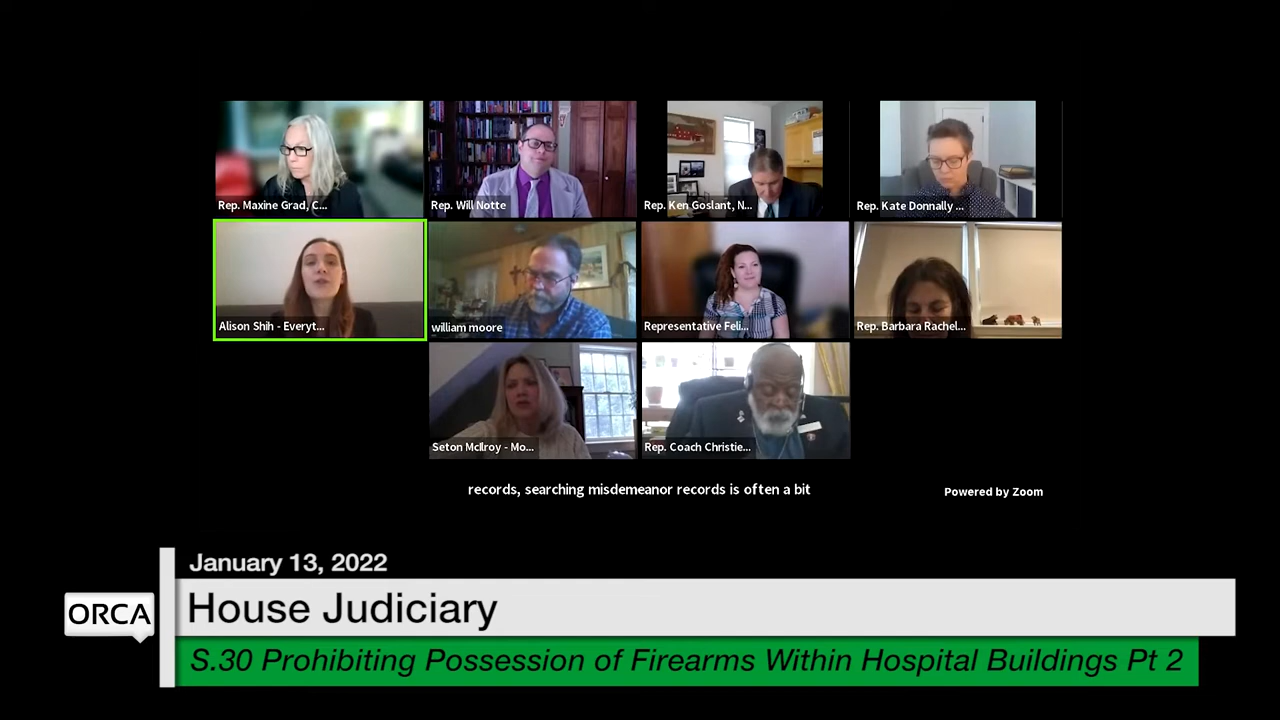 Rep. Maxine Grad, C...
Rep. Will Notte
Rep. Ken Goslant, N...
Rep. Kate Donnally ...
Alison Shih - Everyt...
william moore
Representative Feli...
Rep. Barbara Rachel...
Seton McIlroy - Mo...
Rep. Coach Christie...
records, searching misdemeanor records is often a bit
Powered by Zoom
January 13, 2022
ORCA
House Judiciary
S.30 Prohibiting Possession of Firearms Within Hospital Buildings Pt 2